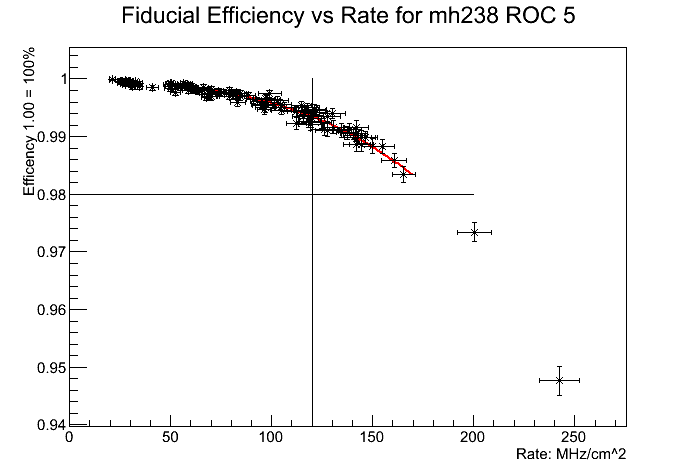 Fiducial Efficiency vs Rate for mh238 ROC 5
Efficency 1.00 = 100%
1
0.99
0.98
0.97
0.96
0.95
0.94
0 50 100 150 200 250
Rate: MHz/cm^2